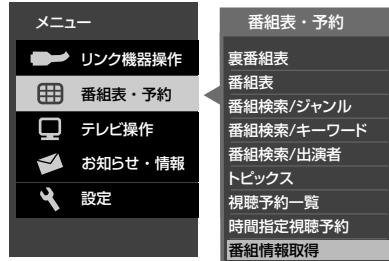 メニュー
リンク機器操作
番組表・予約
テレビ操作
お知らせ・情報
設定
番組表・予約
裏番組表
番組表
番組検索/ジャンル
番組検索/キーワード
番組検索/出演者
トピックス
視聴予約一覧
時間指定視聴予約
番組情報取得